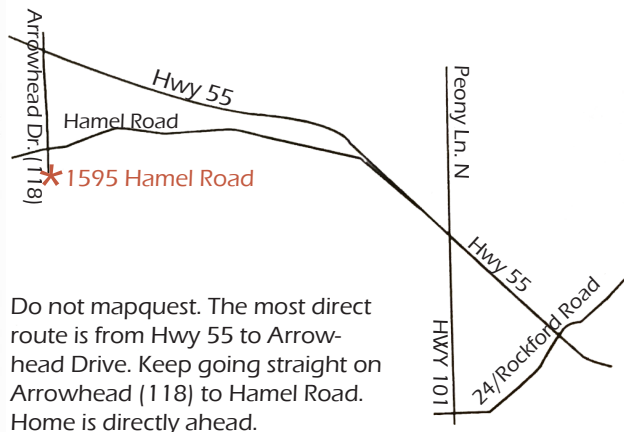 Arrowhead Dr. (118)
Hwy 55
Peony Ln. N
Hamel Road
*1595 Hamel Road
Hwy 55
HWY 101
24/Rockford Road
Do not mapquest. The most direct
route is from Hwy 55 to Arrow-
head Drive. Keep going straight on
Arrowhead (118) to Hamel Road.
Home is directly ahead.